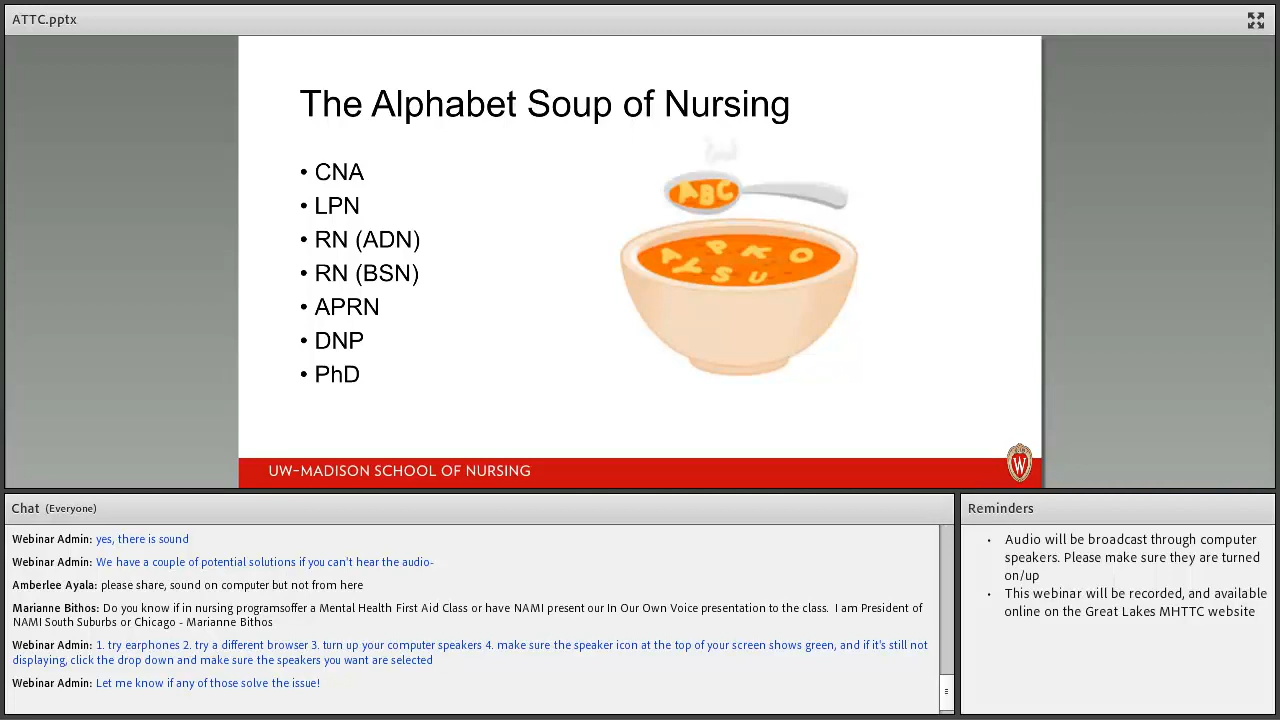 ATTC.pptx
The Alphabet Soup of Nursing
• CNA
• LPN
• RN (ADN)
• RN (BSN)
• APRN
• DNP
• PhD
ABC
A P K O
Y S U
UW-MADISON SCHOOL OF NURSING
W
Chat (Everyone)
Webinar Admin: yes, there is sound
Webinar Admin: We have a couple of potential solutions if you can't hear the audio-
Amberlee Ayala: please share, sound on computer but not from here
Marianne Bithos: Do you know if in nursing programsoffer a Mental Health First Aid Class or have NAMI present our In Our Own Voice presentation to the class. I am President of
NAMI South Suburbs or Chicago - Marianne Bithos
Webinar Admin: 1. try earphones 2. try a different browser 3. turn up your computer speakers 4. make sure the speaker icon at the top of your screen shows green, and if it's still not
displaying, click the drop down and make sure the speakers you want are selected
Webinar Admin: Let me know if any of those solve the issue!
Reminders
• Audio will be broadcast through computer
speakers. Please make sure they are turned
on/up
• This webinar will be recorded, and available
online on the Great Lakes MHTTC website